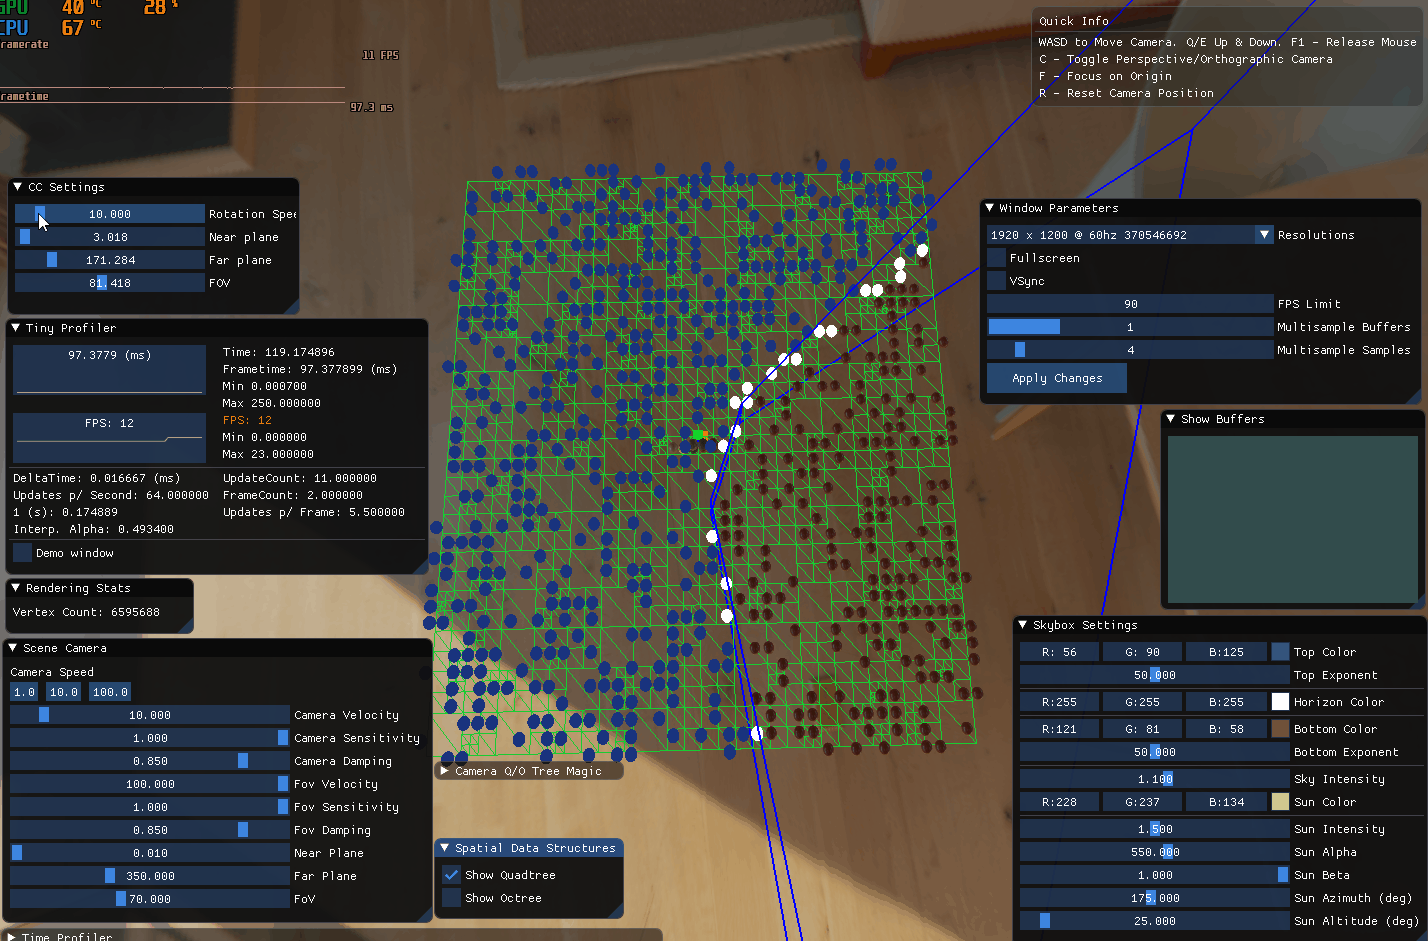 GPU 40 °C 28 %
CPU 67 °C
ramerate
11 FPS
rametime
97.3 ms
Quick Info
WASD to Move Camera. Q/E Up & Down. F1 - Release Mouse
C - Toggle Perspective/Orthographic Camera
F - Focus on Origin
R - Reset Camera Position
CC Settings
10.000 Rotation Spee
3.018 Near plane
171.284 Far plane
81.418 FOV
Tiny Profiler
97.3779 (ms)
FPS: 12
Time: 119.174896
Frametime: 97.377899 (ms)
Min 0.000700
Max 250.000000
FPS: 12
Min 0.000000
Max 23.000000
DeltaTime: 0.016667 (ms)
Updates p/ Second: 64.000000
1 (s): 0.174889
Interp. Alpha: 0.493400
UpdateCount: 11.000000
FrameCount: 2.000000
Updates p/ Frame: 5.500000
Demo window
Rendering Stats
Vertex Count: 6595688
Scene Camera
Camera Speed
1.0 10.0 100.0
10.000 Camera Velocity
1.000 Camera Sensitivity
0.850 Camera Damping
100.000 Fov Velocity
1.000 Fov Sensitivity
0.850 Fov Damping
0.010 Near Plane
350.000 Far Plane
70.000 FoV
Time Profiler
Camera Q/O Tree Magic
Spatial Data Structures
Show Quadtree
Show Octree
Window Parameters
1920 x 1200 @ 60hz 370546692 Resolutions
Fullscreen
VSync
90 FPS Limit
1 Multisample Buffers
4 Multisample Samples
Apply Changes
Show Buffers
Skybox Settings
R: 56 G: 90 B:125 Top Color
50.000 Top Exponent
R:255 G:255 B:255 Horizon Color
R:121 G: 81 B: 58 Bottom Color
50.000 Bottom Exponent
1.100 Sky Intensity
R:228 G:237 B:134 Sun Color
1.500 Sun Intensity
550.000 Sun Alpha
1.000 Sun Beta
175.000 Sun Azimuth (deg)
25.000 Sun Altitude (deg)